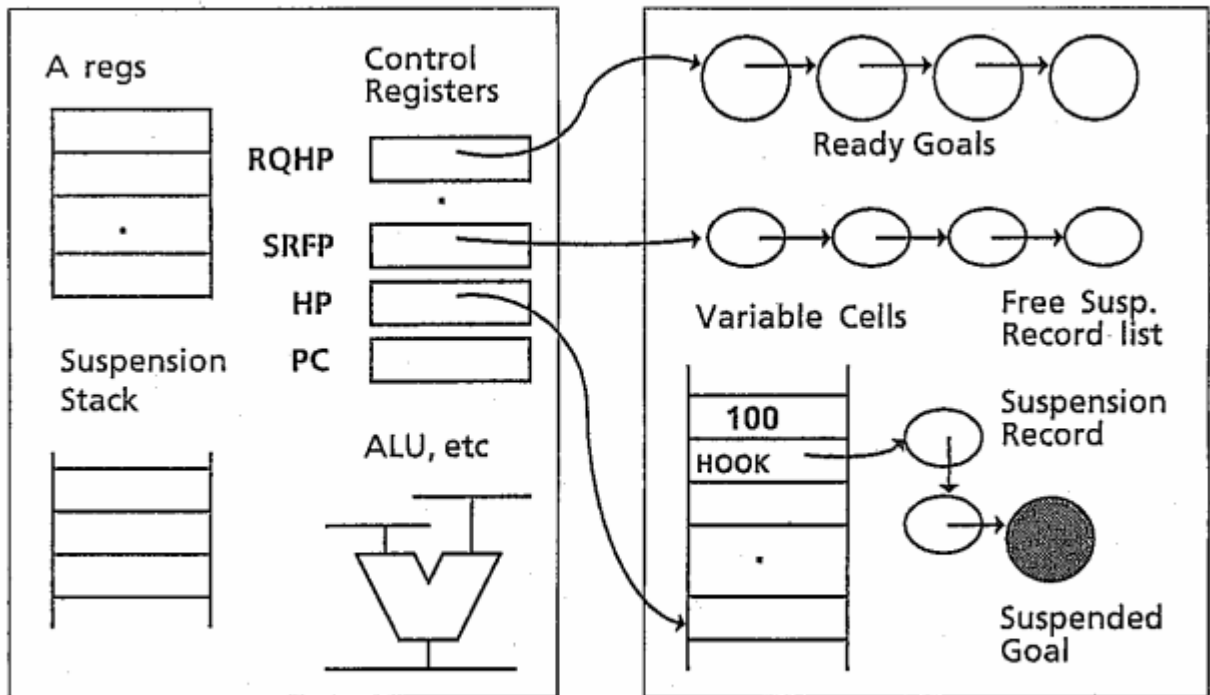 A regs
Control
Registers
RQHP
SRFP
HP
PC
Suspension
Stack
ALU, etc
Ready Goals
Variable Cells
Free Susp.
Record list
100
HOOK
Suspension
Record
Suspended
Goal